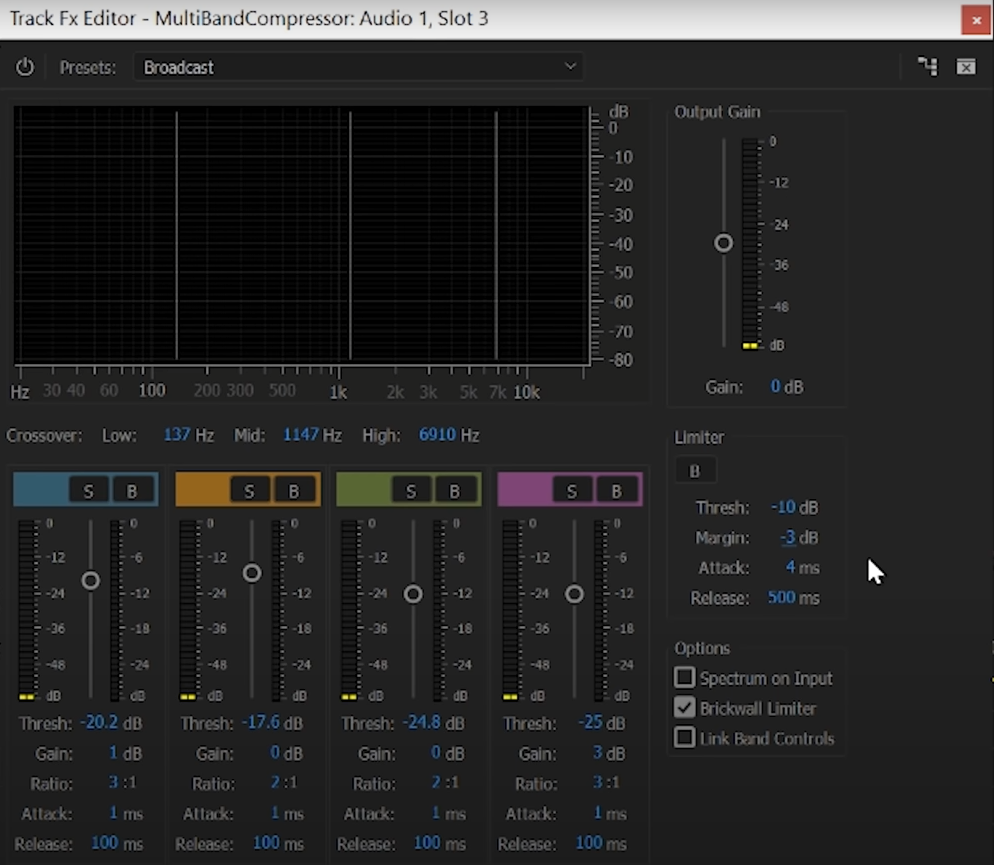 Track Fx Editor - MultiBandCompressor: Audio 1, Slot 3
Presets: Broadcast
dB
0
-10
-20
-30
-40
-50
-60
-70
-80
Hz 30 40 60 100 200 300 500 1k 2k 3k 5k 7k 10k
Output Gain
0
-12
-24
-36
-48
dB
Gain: 0 dB
Crossover: Low: 137 Hz Mid: 1147 Hz High: 6910 Hz
S B S B S B S B
0 0 0 0 0 0 0 0
-12 -6 -12 -6 -12 -6 -12 -6
-24 -12 -24 -12 -24 -12 -24 -12
-36 -18 -36 -18 -36 -18 -36 -18
-48 -24 -48 -24 -48 -24 -48 -24
dB dB dB dB dB dB dB dB
Thresh: -20.2 dB Thresh: -17.6 dB Thresh: -24.8 dB Thresh: -25 dB
Gain: 1 dB Gain: 0 dB Gain: 0 dB Gain: 3 dB
Ratio: 3 :1 Ratio: 2 :1 Ratio: 2 :1 Ratio: 3 :1
Attack: 1 ms Attack: 1 ms Attack: 1 ms Attack: 1 ms
Release: 100 ms Release: 100 ms Release: 100 ms Release: 100 ms
Limiter
B
Thresh: -10 dB
Margin: -3 dB
Attack: 4 ms
Release: 500 ms
Options
Spectrum on Input
Brickwall Limiter
Link Band Controls